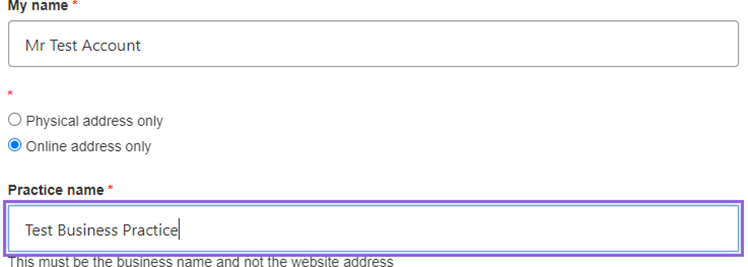 My name *
Mr Test Account
*
Physical address only
Online address only
Practice name *
Test Business Practice
This must be the business name and not the website address